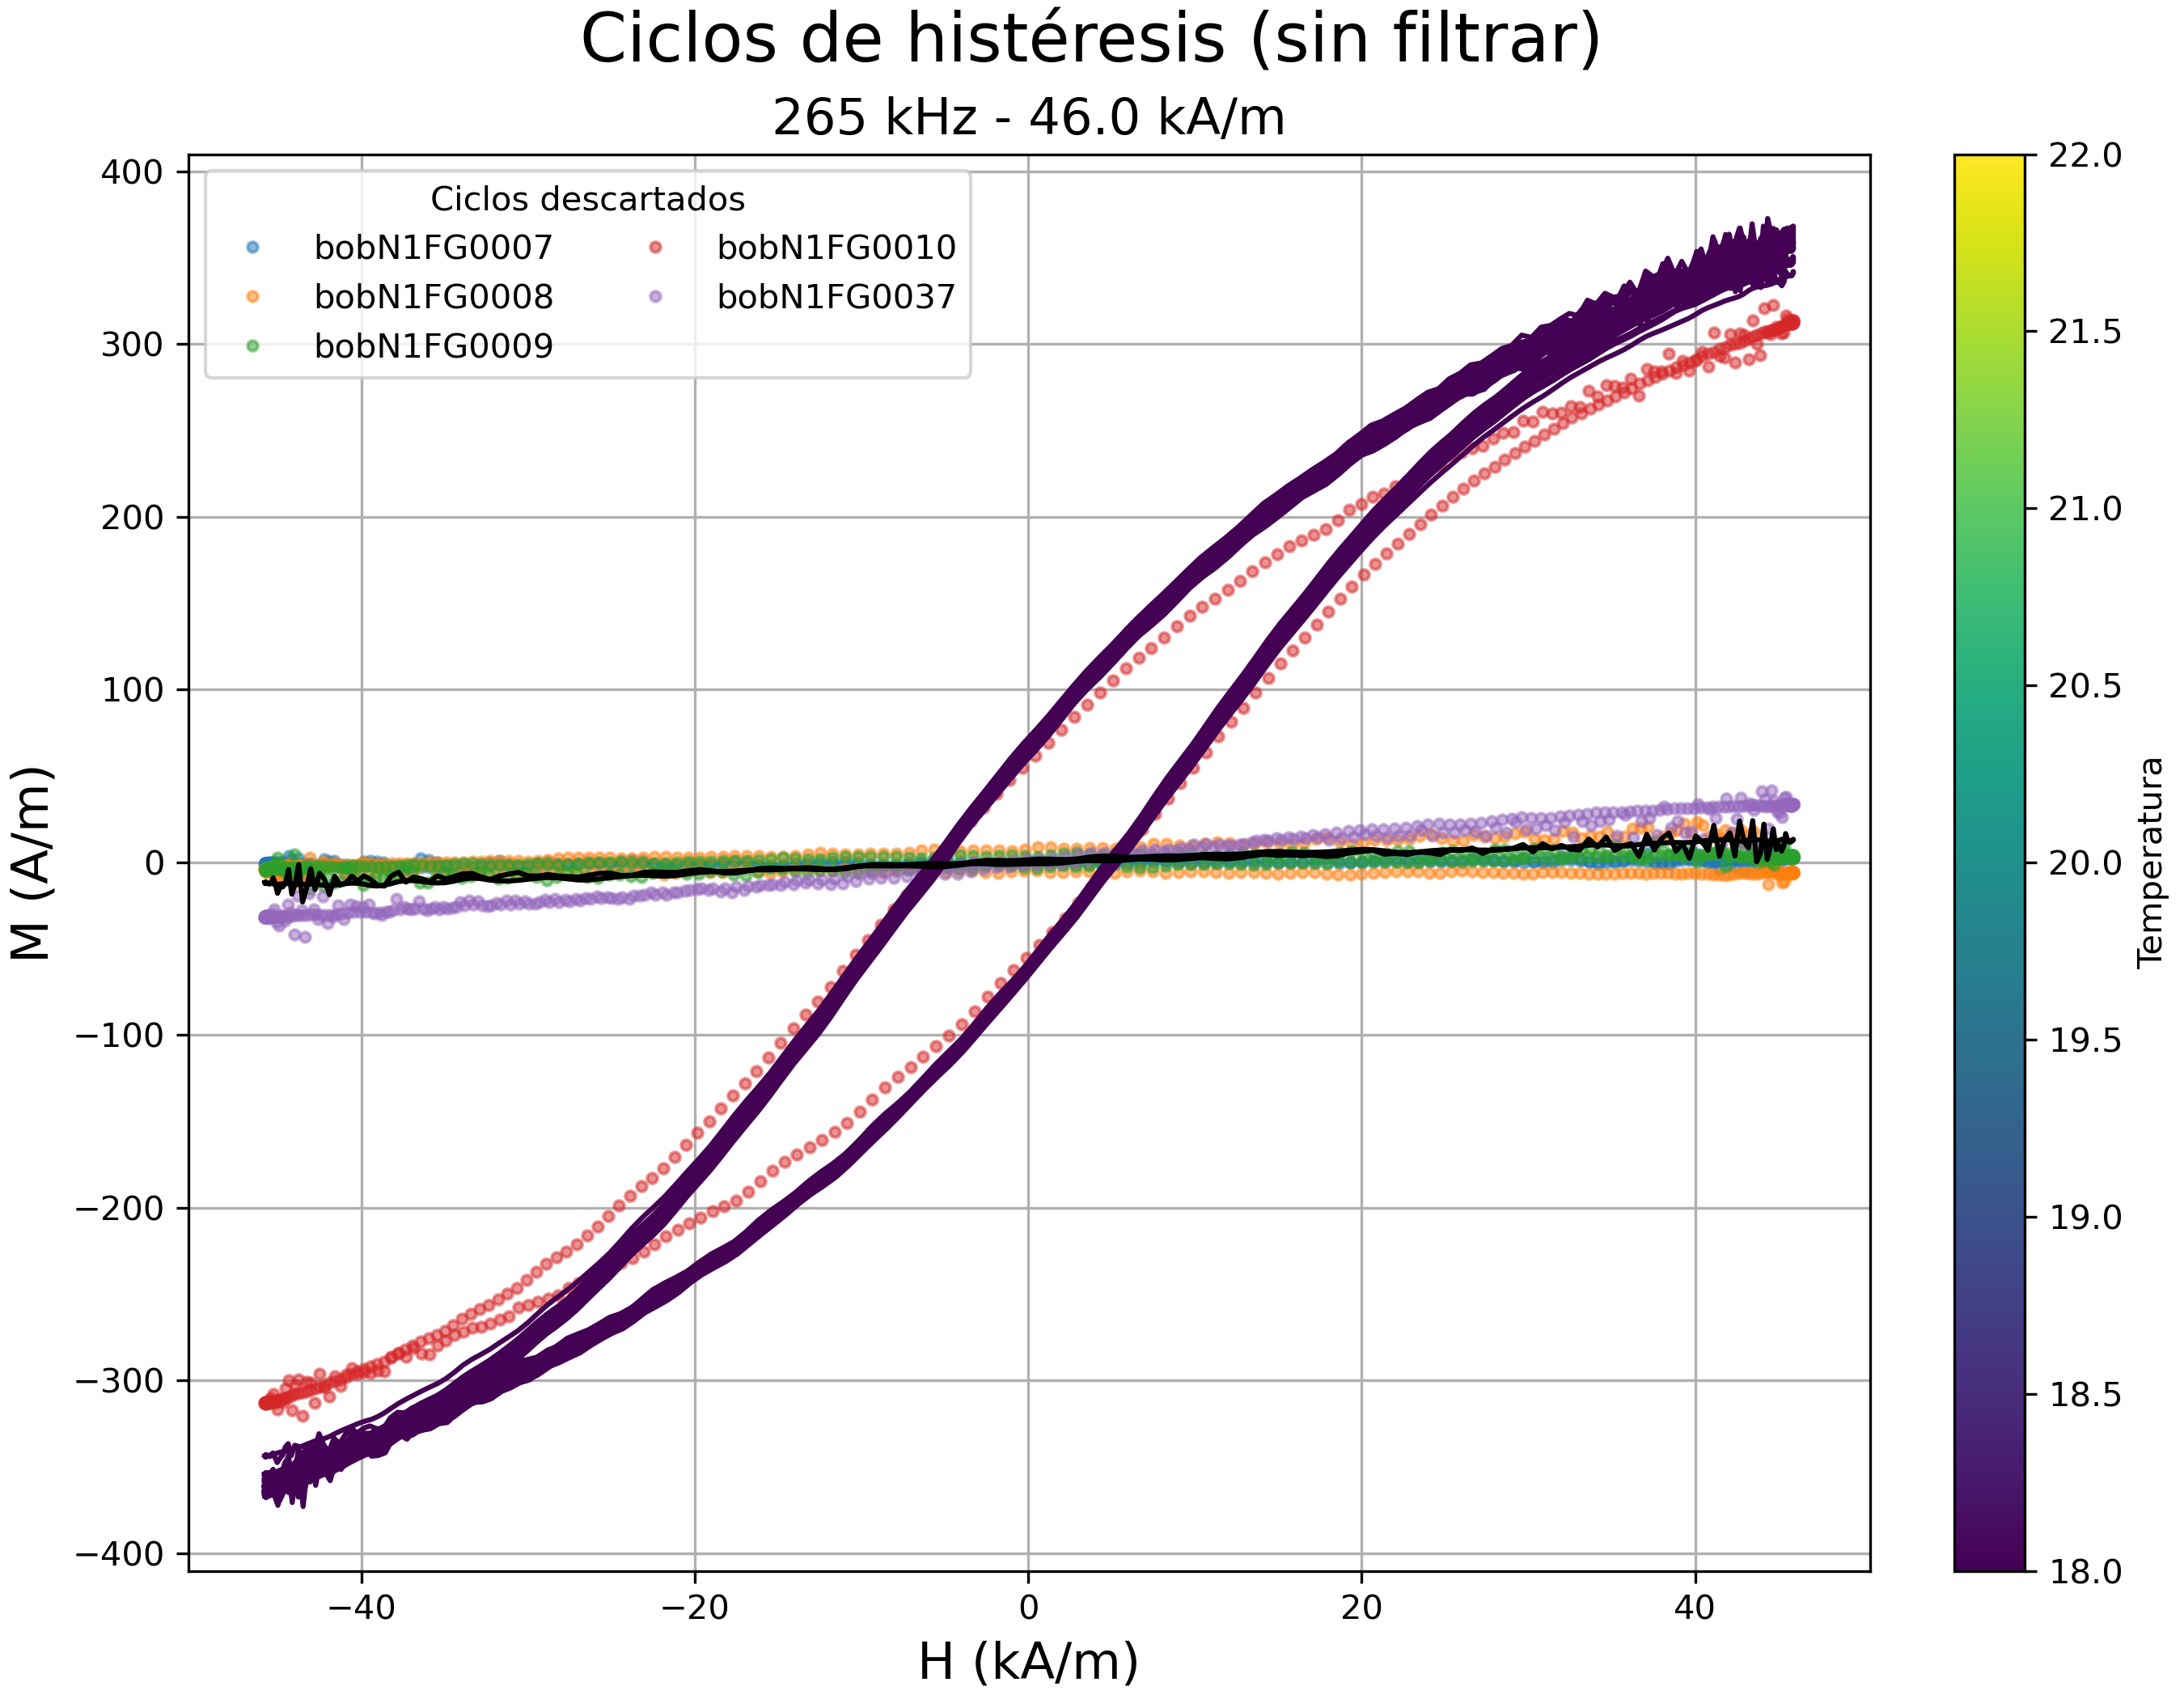 Ciclos de histéresis (sin filtrar)
265 kHz - 46.0 kA/m
Ciclos descartados
bobN1FG0007
bobN1FG0008
bobN1FG0009
bobN1FG0010
bobN1FG0037
400
300
200
100
0
−100
−200
−300
−400
M (A/m)
−40
−20
0
20
40
H (kA/m)
22.0
21.5
21.0
20.5
20.0
19.5
19.0
18.5
18.0
Temperatura